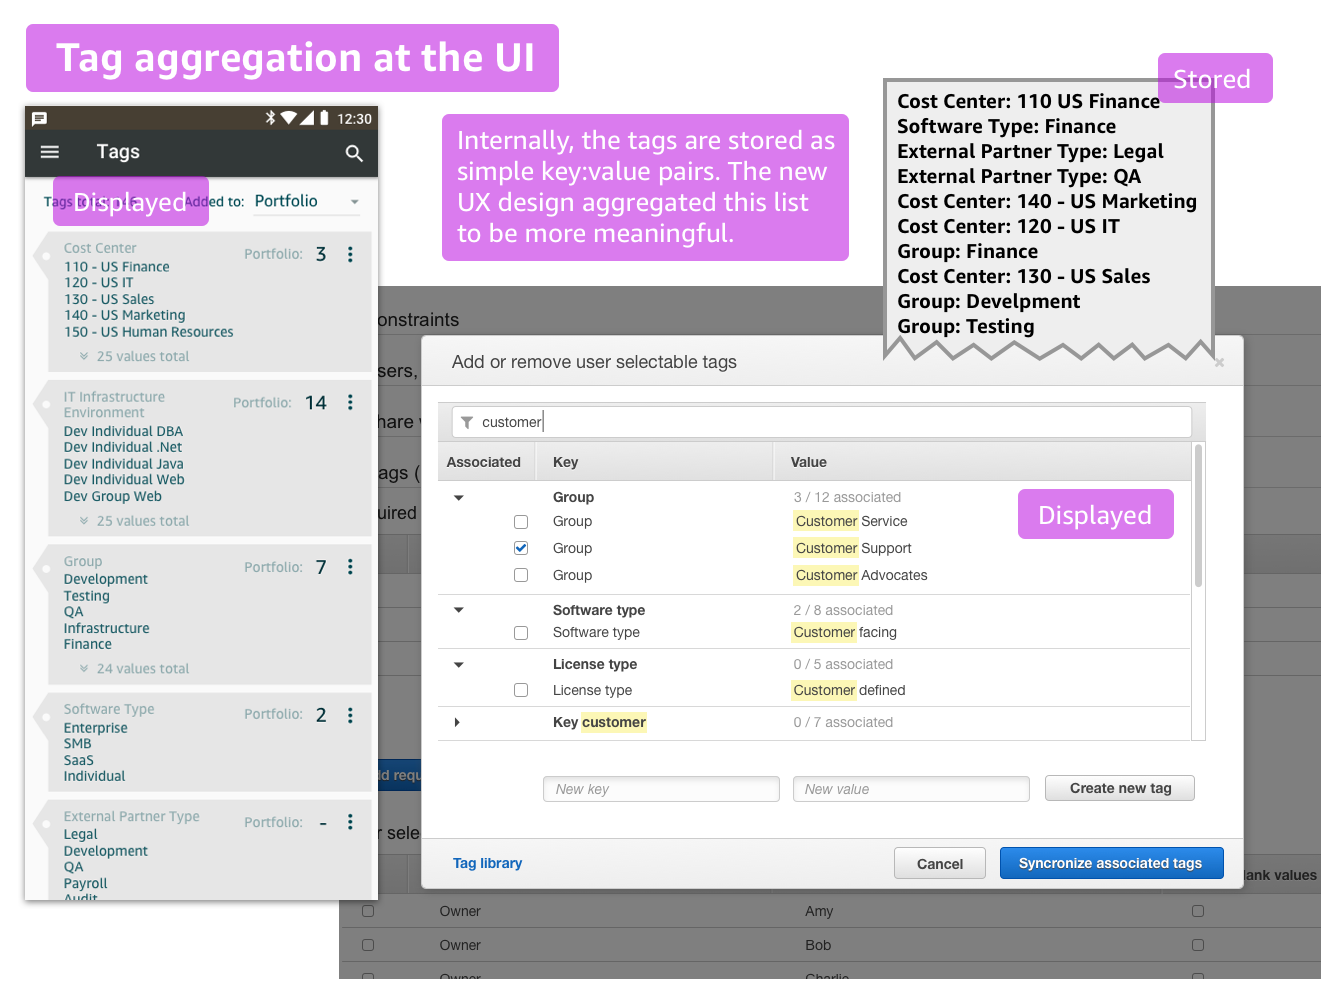 Tag aggregation at the UI
Stored
Cost Center: 110 US Finance
Software Type: Finance
External Partner Type: Legal
External Partner Type: QA
Cost Center: 140 - US Marketing
Cost Center: 120 - US IT
Group: Finance
Cost Center: 130 - US Sales
Group: Develpment
Group: Testing
Internally, the tags are stored as
simple key:value pairs. The new
UX design aggregated this list
to be more meaningful.
12:30
Tags
Displayed
Tags
Added to: Portfolio
Cost Center
Portfolio: 3
110 - US Finance
120 - US IT
130 - US Sales
140 - US Marketing
150 - US Human Resources
25 values total
IT Infrastructure
Environment
Portfolio: 14
Dev Individual DBA
Dev Individual .Net
Dev Individual Java
Dev Individual Web
Dev Group Web
25 values total
Group
Portfolio: 7
Development
Testing
QA
Infrastructure
Finance
24 values total
Software Type
Portfolio: 2
Enterprise
SMB
SaaS
Individual
External Partner Type
Portfolio: -
Legal
Development
QA
Payroll
Audit
onstraints
sers,
hare
ags (
uired
dd requ
r sele
Add or remove user selectable tags
customer
Associated Key Value
Group 3 / 12 associated
Displayed
Group Customer Service
Group Customer Support
Group Customer Advocates
Software type 2 / 8 associated
Software type Customer facing
License type 0 / 5 associated
License type Customer defined
Key customer 0 / 7 associated
New key New value Create new tag
Tag library Cancel Syncronize associated tags
lank values
Owner Amy
Owner Bob
Owner Charlie